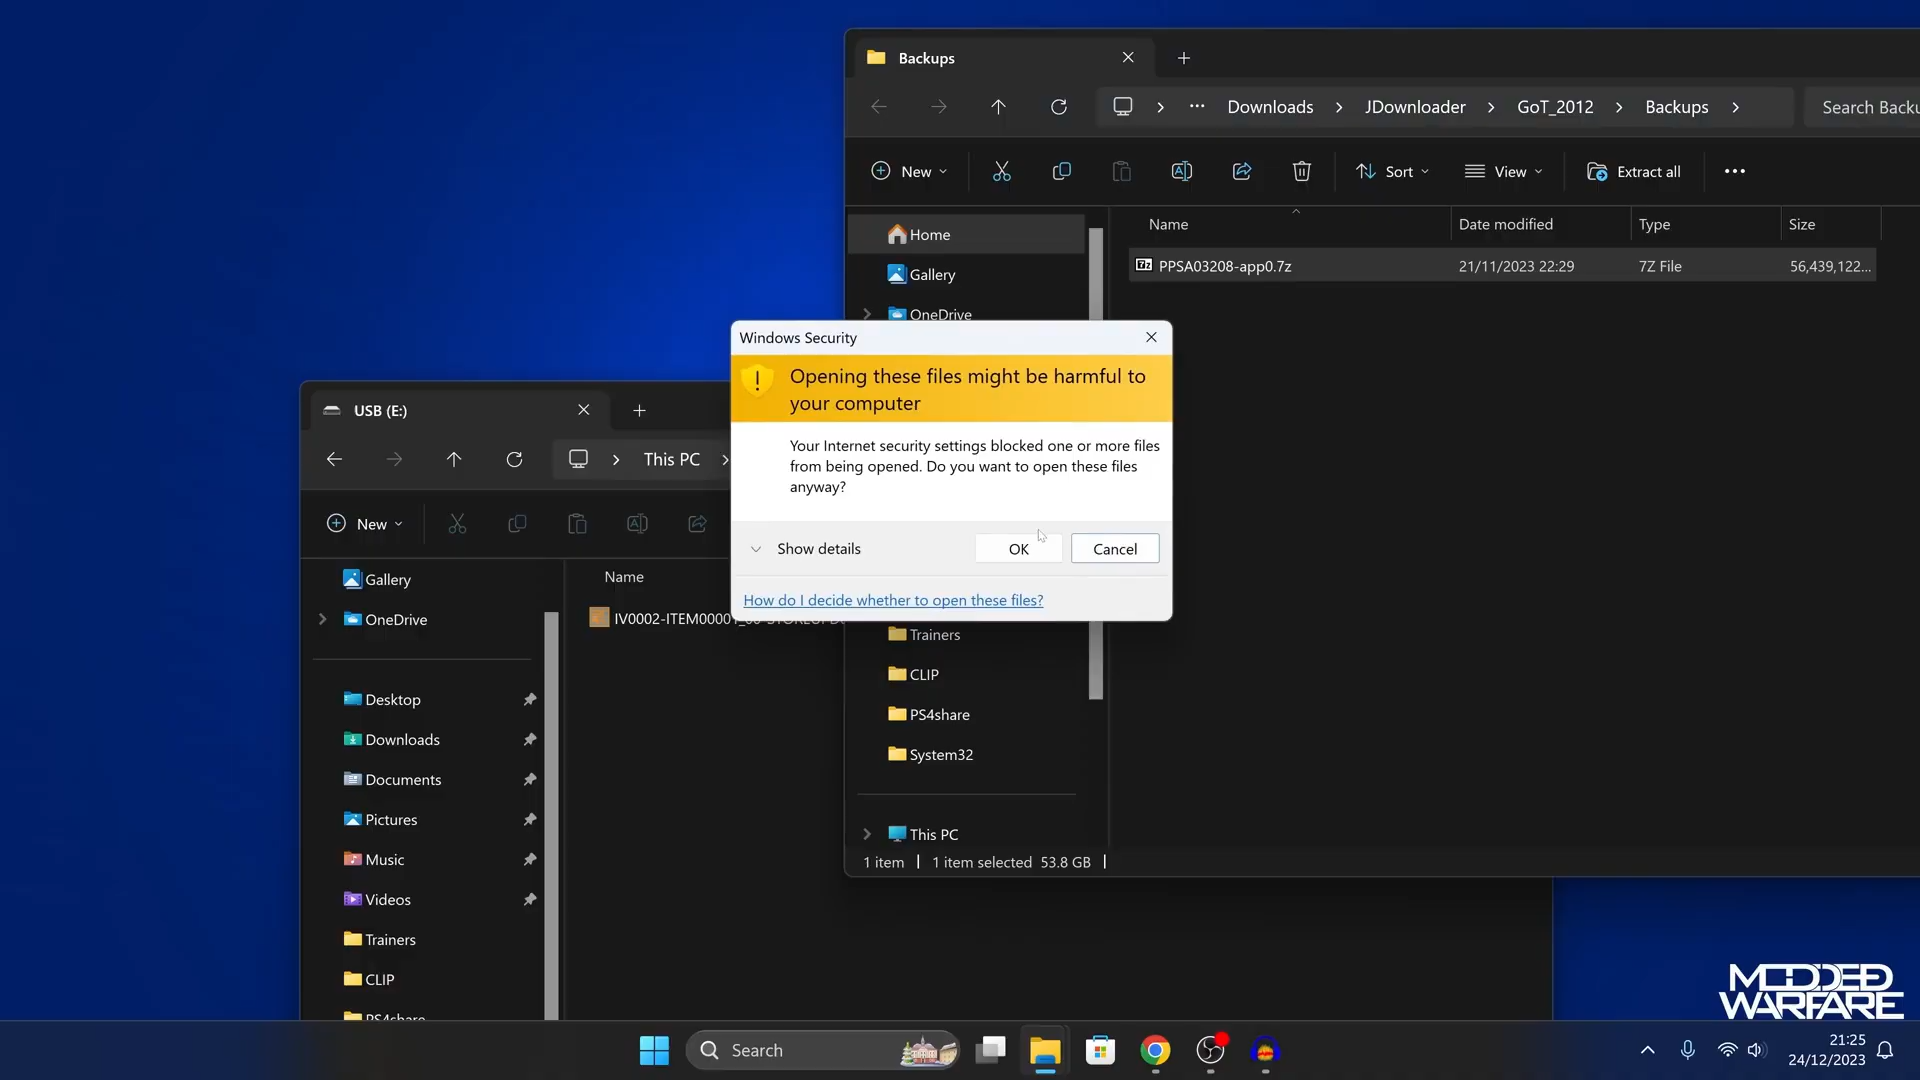 Backups
Downloads
JDownloader
GoT_2012
Backups
New
Sort
View
Extract all
Name
Date modified
Type
Size
Home
Gallery
OneDrive
PPSA03208-app0.7z
21/11/2023 22:29
7Z File
56,439,122...
Windows Security
Opening these files might be harmful to
your computer
Your Internet security settings blocked one or more files
from being opened. Do you want to open these files
anyway?
Show details
OK
Cancel
How do I decide whether to open these files?
USB (E:)
This PC
New
Name
Gallery
OneDrive
Desktop
Downloads
Documents
Pictures
Music
Videos
Trainers
CLIP
PS4share
Trainers
CLIP
PS4share
System32
This PC
1 item
1 item selected 53.8 GB
MODDED
WARFARE
Search
21:25
24/12/2023